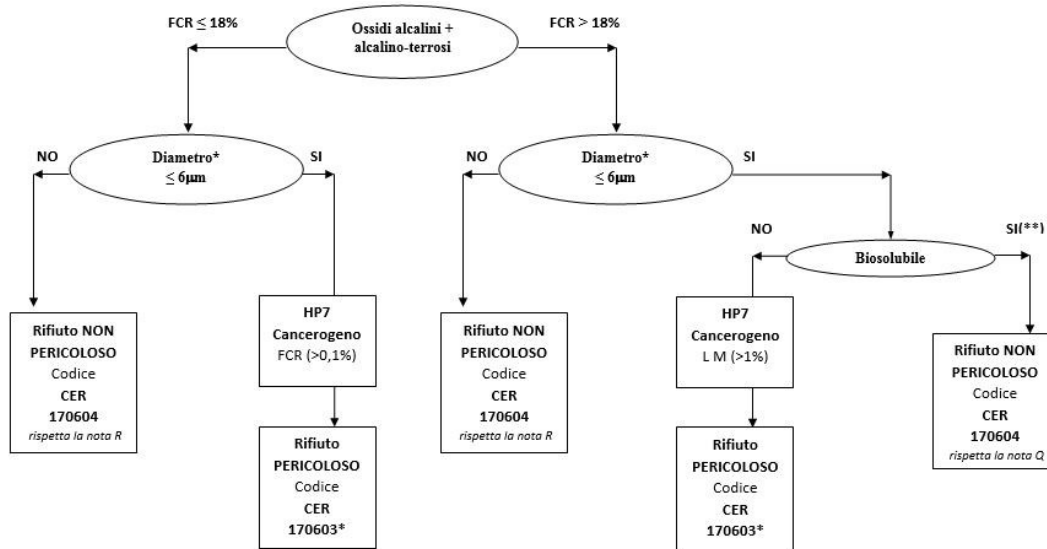 FCR ≤ 18%
Ossidi alcalini +
alcalino-terrosi
FCR > 18%
NO
Diametro*
≤ 6µm
SI
NO
Diametro*
≤ 6µm
SI
NO
Biosolubile
SI(**)
Rifiuto NON
PERICOLOSO
Codice
CER
170604
rispetta la nota R
HP7
Cancerogeno
FCR (>0,1%)
Rifiuto
PERICOLOSO
Codice
CER
170603*
Rifiuto NON
PERICOLOSO
Codice
CER
170604
rispetta la nota R
HP7
Cancerogeno
L M (>1%)
Rifiuto
PERICOLOSO
Codice
CER
170603*
Rifiuto NON
PERICOLOSO
Codice
CER
170604
rispetta la nota Q